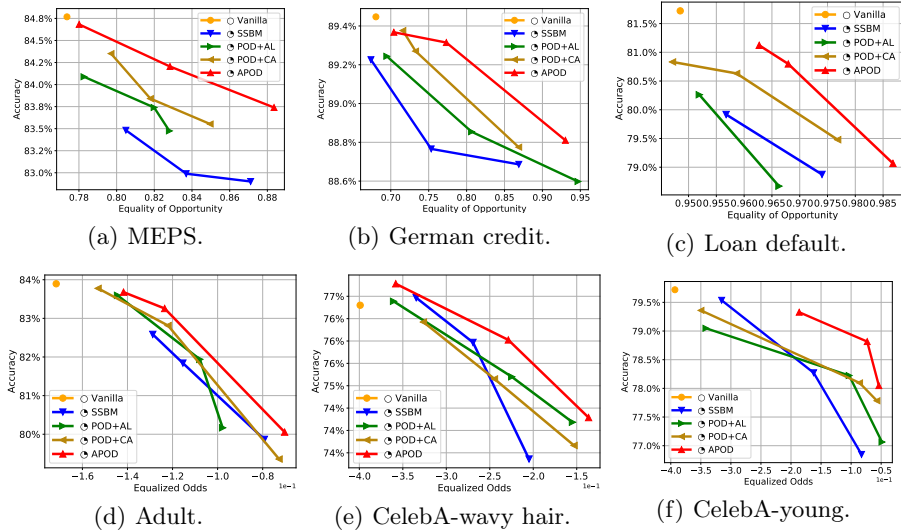 84.8%
84.5%
84.2%
84.0%
83.8%
83.5%
83.2%
83.0%
Accuracy
0.78 0.80 0.82 0.84 0.86 0.88
Equality of Opportunity
○ Vanilla
◔ SSBM
◔ POD+AL
◔ POD+CA
◔ APOD
(a) MEPS.
89.4%
89.2%
89.0%
88.8%
88.6%
Accuracy
0.70 0.75 0.80 0.85 0.90 0.95
Equality of Opportunity
○ Vanilla
◔ SSBM
◔ POD+AL
◔ POD+CA
◔ APOD
(b) German credit.
81.5%
81.0%
80.5%
80.0%
79.5%
79.0%
Accuracy
0.950 0.955 0.960 0.965 0.970 0.975 0.980 0.985
Equality of Opportunity
○ Vanilla
◔ SSBM
◔ POD+AL
◔ POD+CA
◔ APOD
(c) Loan default.
84%
83%
82%
81%
80%
Accuracy
−1.6 −1.4 −1.2 −1.0 −0.8
Equalized Odds
1e−1
○ Vanilla
◔ SSBM
◔ POD+AL
◔ POD+CA
◔ APOD
(d) Adult.
77%
76%
76%
75%
75%
74%
74%
74%
Accuracy
−4.0 −3.5 −3.0 −2.5 −2.0 −1.5
Equalized Odds
1e−1
○ Vanilla
◔ SSBM
◔ POD+AL
◔ POD+CA
◔ APOD
(e) CelebA-wavy hair.
79.5%
79.0%
78.5%
78.0%
77.5%
77.0%
Accuracy
−4.0 −3.5 −3.0 −2.5 −2.0 −1.5 −1.0 −0.5
Equalized Odds
1e−1
○ Vanilla
◔ SSBM
◔ POD+AL
◔ POD+CA
◔ APOD
(f) CelebA-young.